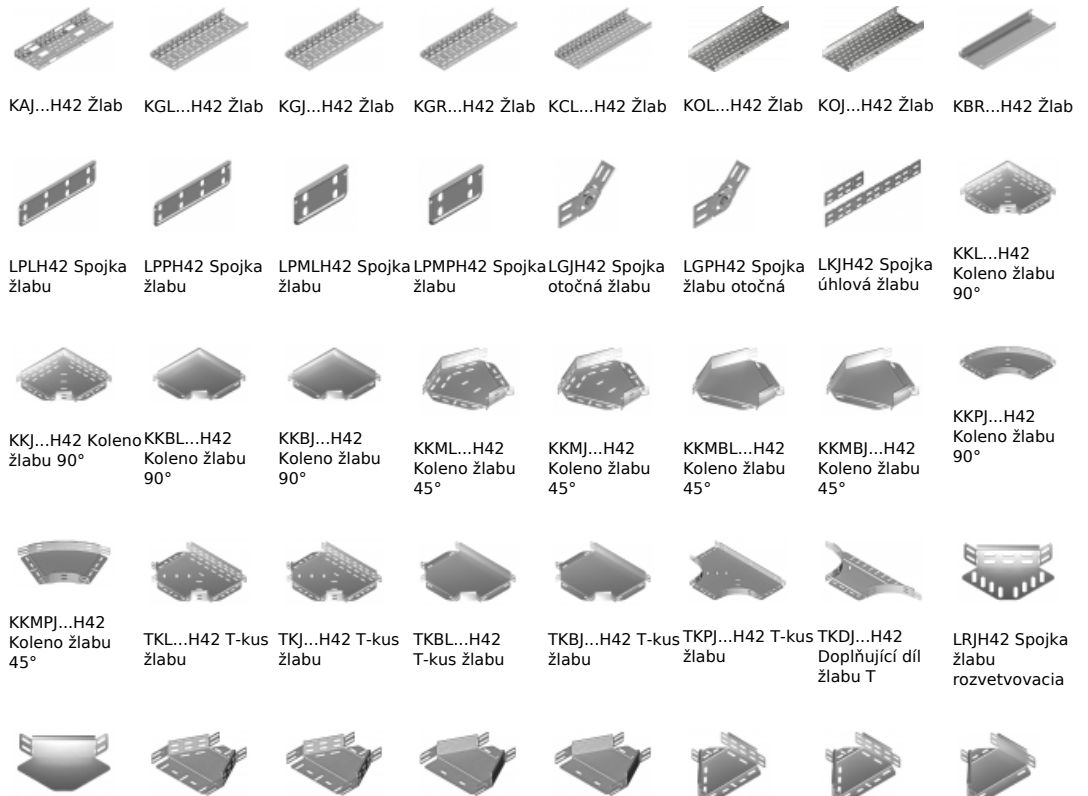 KAJ...H42 Žlab
KGL...H42 Žlab
KGJ...H42 Žlab
KGR...H42 Žlab
KCL...H42 Žlab
KOL...H42 Žlab
KOJ...H42 Žlab
KBR...H42 Žlab
LPLH42 Spojka
žlabu
LPPH42 Spojka
žlabu
LPMLH42 Spojka
žlabu
LPMPH42 Spojka
žlabu
LGJH42 Spojka
otočná žlabu
LGPH42 Spojka
žlabu otočná
LKJH42 Spojka
úhlová žlabu
KKL...H42
Koleno žlabu
90°
KKJ...H42 Koleno
žlabu 90°
KKBL...H42
Koleno žlabu
90°
KKBJ...H42
Koleno žlabu
90°
KKML...H42
Koleno žlabu
45°
KKMJ...H42
Koleno žlabu
45°
KKMBL...H42
Koleno žlabu
45°
KKMBJ...H42
Koleno žlabu
45°
KKPJ...H42
Koleno žlabu
90°
KKMPJ...H42
Koleno žlabu
45°
TKL...H42 T-kus
žlabu
TKJ...H42 T-kus
žlabu
TKBL...H42
T-kus žlabu
TKBJ...H42 T-kus
žlabu
TKPJ...H42 T-kus
žlabu
TKDJ...H42
Doplňující díl
žlabu T
LRJH42 Spojka
žlabu
rozvetvovacia